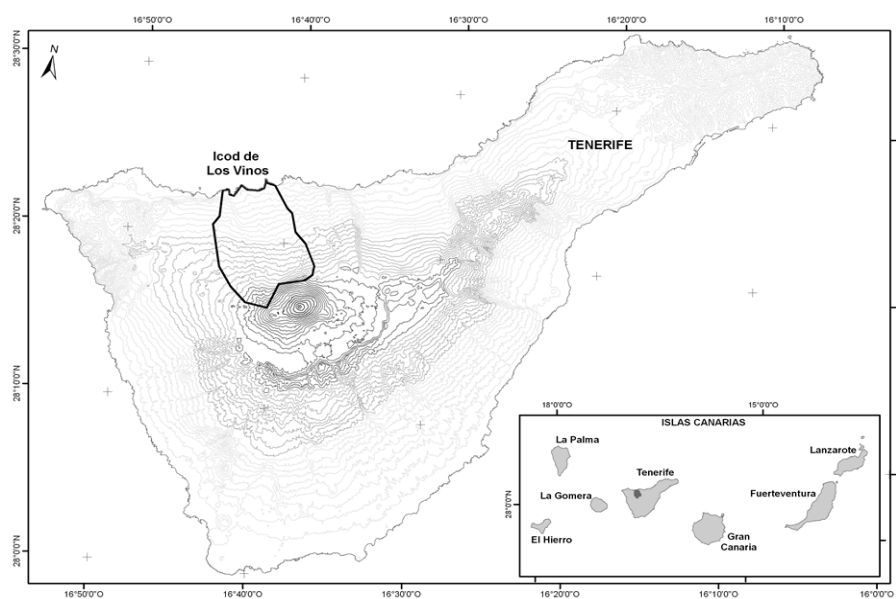 16°50'0"O 16°40'0"O 16°30'0"O 16°20'0"O 16°10'0"O
28°30'0"N
N
TENERIFE
Icod de
Los Vinos
28°20'0"N
28°10'0"N
28°0'0"N
18°0'0"O 15°0'0"O
ISLAS CANARIAS
La Palma
Lanzarote
Tenerife
La Gomera
Fuerteventura
28°0'0"N
El Hierro
Gran
Canaria
16°50'0"O 16°40'0"O 16°30'0"O 16°20'0"O 16°10'0"O 16°0'0"O